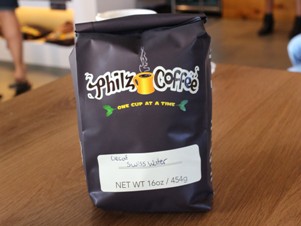 Philz Coffee
ONE CUP AT A TIME
Decaf
Swiss Water
NET WT 16oz / 454g